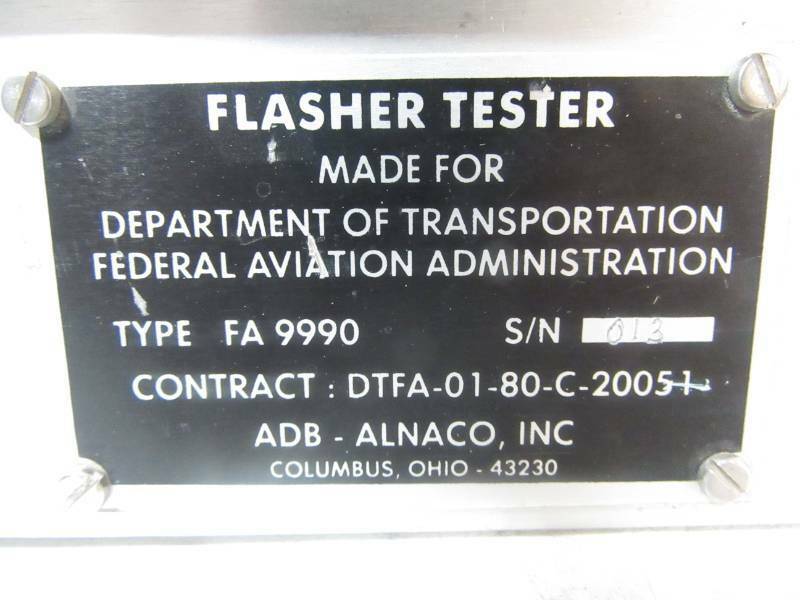 FLASHER TESTER
MADE FOR
DEPARTMENT OF TRANSPORTATION
FEDERAL AVIATION ADMINISTRATION
TYPE FA 9990 S/N 013
CONTRACT : DTFA-01-80-C-20051
ADB - ALNACO, INC
COLUMBUS, OHIO - 43230